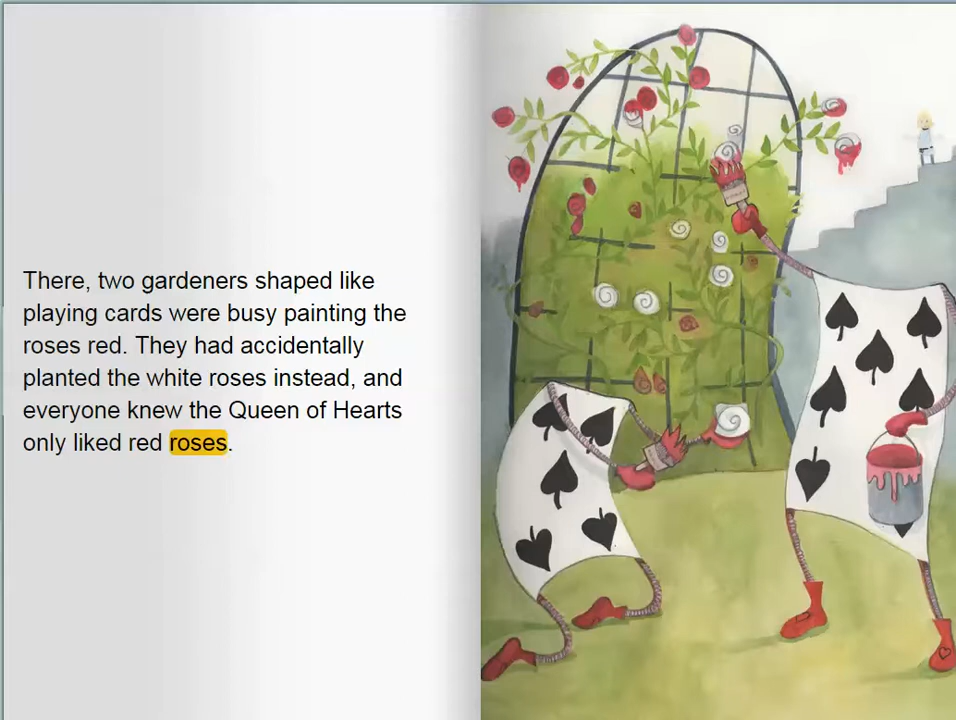 There, two gardeners shaped like
playing cards were busy painting the
roses red. They had accidentally
planted the white roses instead, and
everyone knew the Queen of Hearts
only liked red roses.